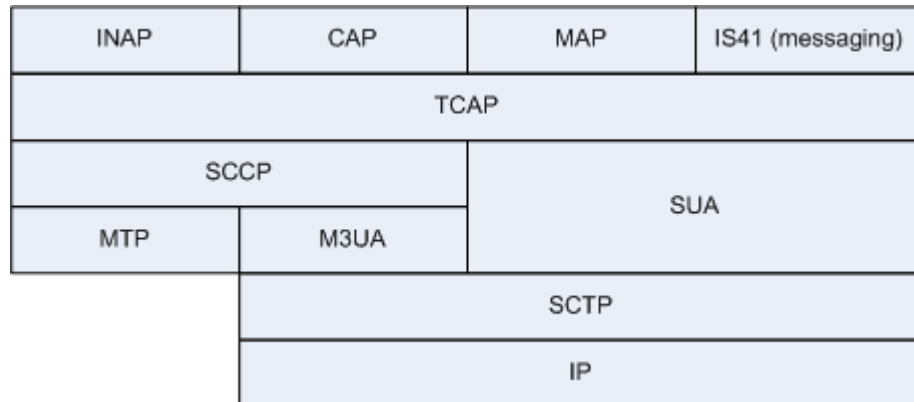 INAP CAP MAP IS41 (messaging)
TCAP
SCCP
SUA
MTP M3UA
SCTP
IP